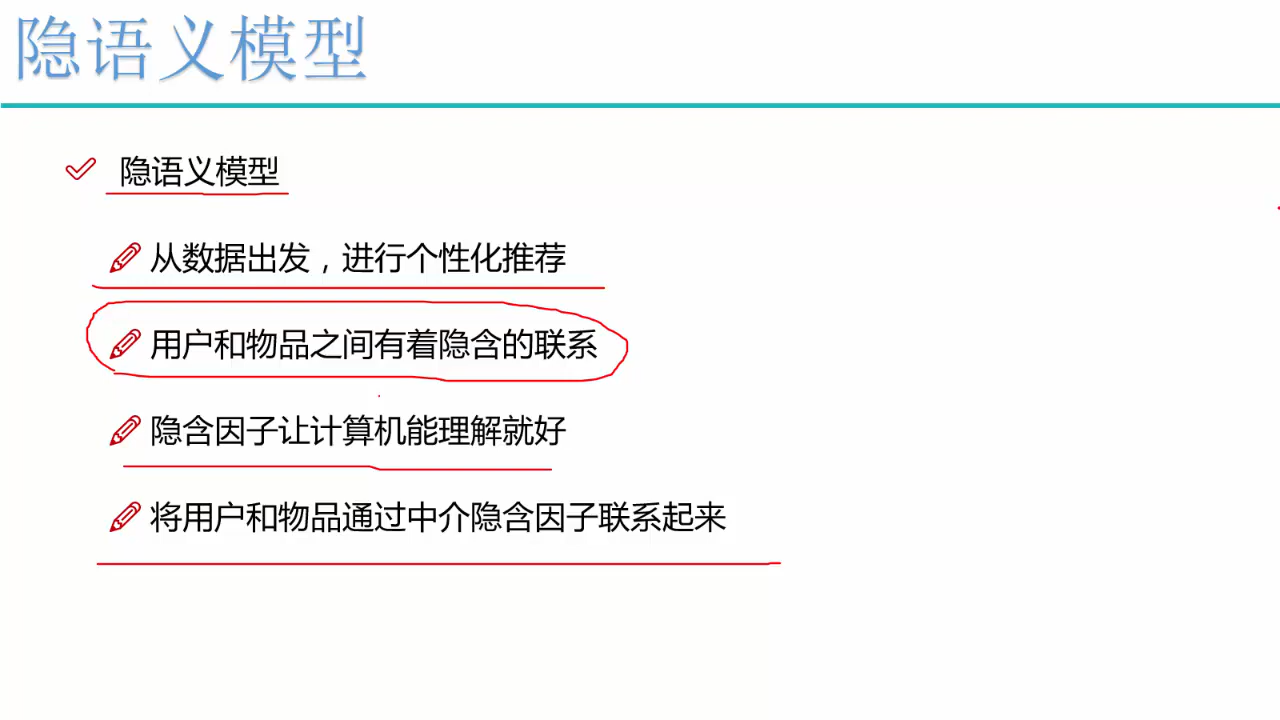 隐语义模型
隐语义模型
从数据出发，进行个性化推荐
用户和物品之间有着隐含的联系
隐含因子让计算机能理解就好
将用户和物品通过中介隐含因子联系起来